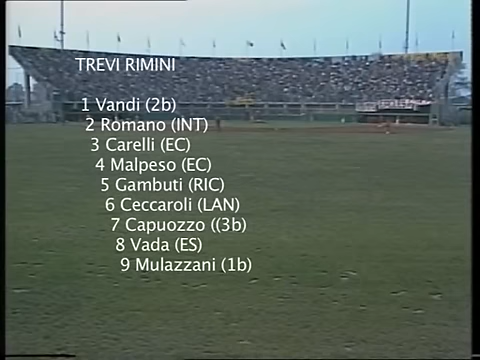 TREVI RIMINI
1 Vandi (2b)
2 Romano (INT)
3 Carelli (EC)
4 Malpeso (EC)
5 Gambuti (RIC)
6 Ceccaroli (LAN)
7 Capuozzo ((3b)
8 Vada (ES)
9 Mulazzani (1b)